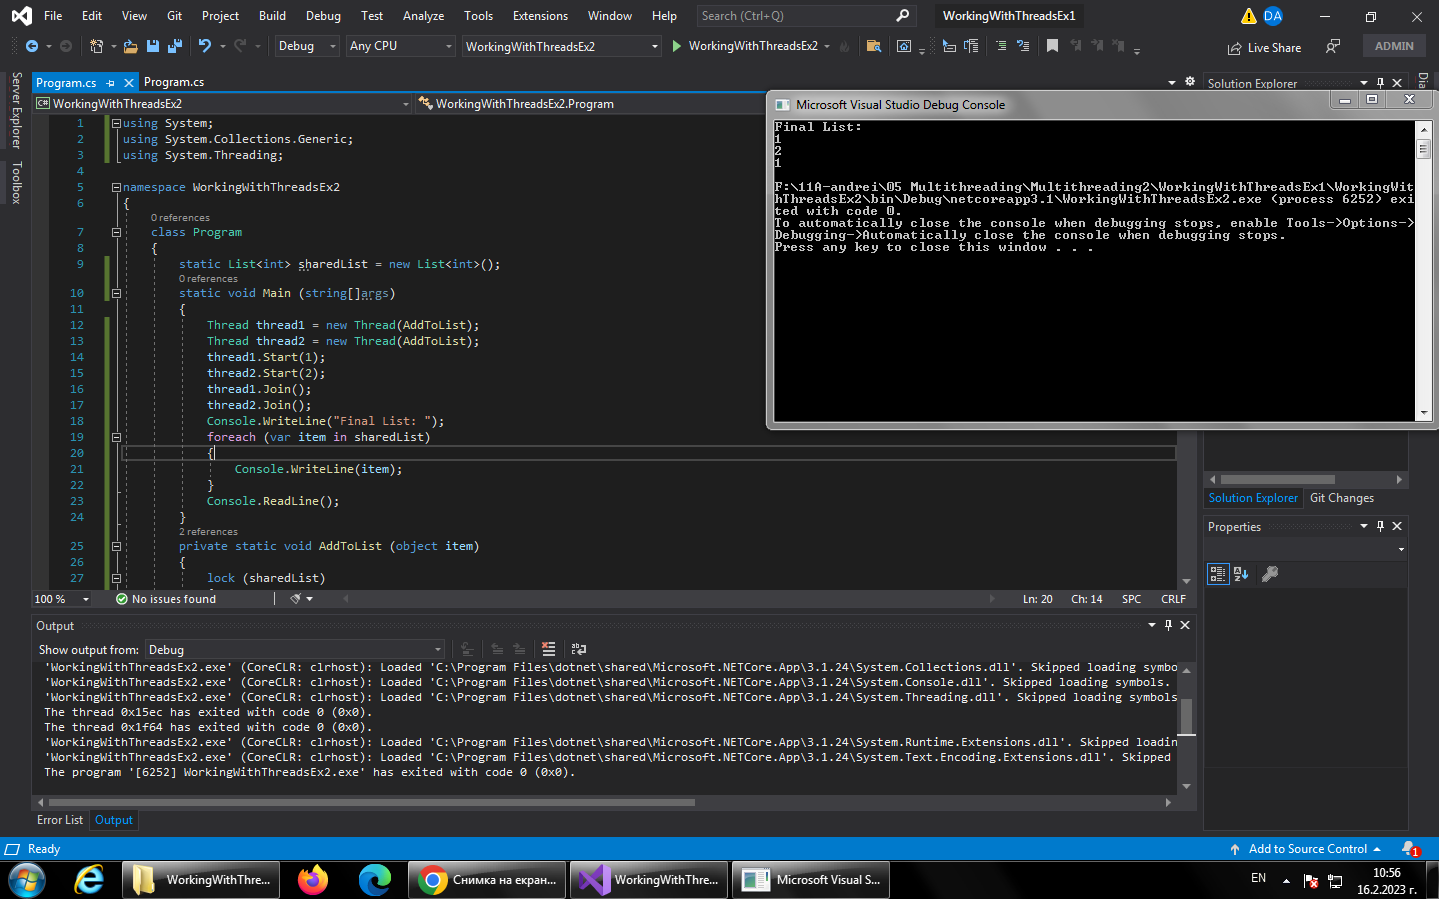 File Edit View Git Project Build Debug Test Analyze Tools Extensions Window Help Search (Ctrl+Q) WorkingWithThreadsEx1 DA
Debug Any CPU WorkingWithThreadsEx2 WorkingWithThreadsEx2 Live Share ADMIN
Server Explorer
Toolbox
Program.cs Program.cs
WorkingWithThreadsEx2 WorkingWithThreadsEx2.Program
1 using System;
2 using System.Collections.Generic;
3 using System.Threading;
4
5 namespace WorkingWithThreadsEx2
6 {
0 references
7 class Program
8 {
9 static List<int> sharedList = new List<int>();
0 references
10 static void Main (string[]args)
11 {
12 Thread thread1 = new Thread(AddToList);
13 Thread thread2 = new Thread(AddToList);
14 thread1.Start(1);
15 thread2.Start(2);
16 thread1.Join();
17 thread2.Join();
18 Console.WriteLine("Final List: ");
19 foreach (var item in sharedList)
20 {
21 Console.WriteLine(item);
22 }
23 Console.ReadLine();
24 }
2 references
25 private static void AddToList (object item)
26 {
27 lock (sharedList)
100 % No issues found Ln: 20 Ch: 14 SPC CRLF
Solution Explorer
Microsoft Visual Studio Debug Console
Final List:
1
2
1
F:\11A-andrei\05 Multithreading\Multithreading2\WorkingWithThreadsEx1\WorkingWit
hThreadsEx2\bin\Debug\netcoreapp3.1\WorkingWithThreadsEx2.exe (process 6252) exi
ted with code 0.
To automatically close the console when debugging stops, enable Tools->Options->
Debugging->Automatically close the console when debugging stops.
Press any key to close this window . . .
Solution Explorer Git Changes
Properties
Output
Show output from: Debug
'WorkingWithThreadsEx2.exe' (CoreCLR: clrhost): Loaded 'C:\Program Files\dotnet\shared\Microsoft.NETCore.App\3.1.24\System.Collections.dll'. Skipped loading symbo
'WorkingWithThreadsEx2.exe' (CoreCLR: clrhost): Loaded 'C:\Program Files\dotnet\shared\Microsoft.NETCore.App\3.1.24\System.Console.dll'. Skipped loading symbols.
'WorkingWithThreadsEx2.exe' (CoreCLR: clrhost): Loaded 'C:\Program Files\dotnet\shared\Microsoft.NETCore.App\3.1.24\System.Threading.dll'. Skipped loading symbols
The thread 0x15ec has exited with code 0 (0x0).
The thread 0x1f64 has exited with code 0 (0x0).
'WorkingWithThreadsEx2.exe' (CoreCLR: clrhost): Loaded 'C:\Program Files\dotnet\shared\Microsoft.NETCore.App\3.1.24\System.Runtime.Extensions.dll'. Skipped loadin
'WorkingWithThreadsEx2.exe' (CoreCLR: clrhost): Loaded 'C:\Program Files\dotnet\shared\Microsoft.NETCore.App\3.1.24\System.Text.Encoding.Extensions.dll'. Skipped
The program '[6252] WorkingWithThreadsEx2.exe' has exited with code 0 (0x0).
Error List Output
Ready Add to Source Control 1
WorkingWithThre... Снимка на екран... WorkingWithThre... Microsoft Visual S... EN 10:56
16.2.2023 г.